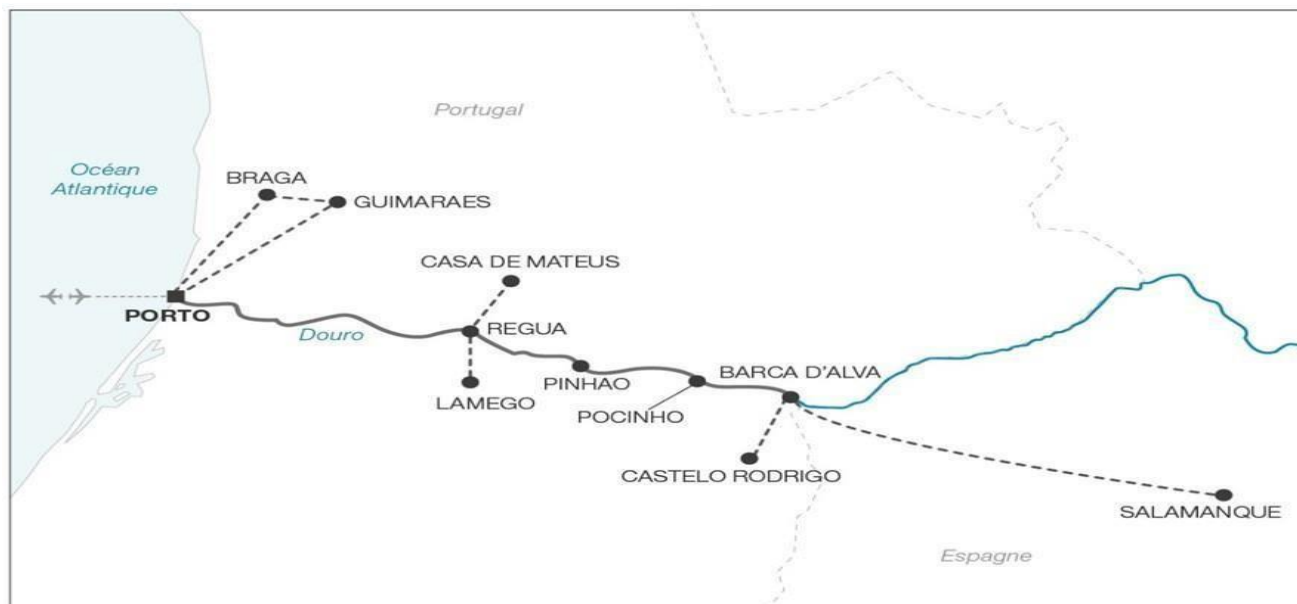 Portugal
Océan
Atlantique
BRAGA
GUIMARAES
CASA DE MATEUS
PORTO
Douro
REGUA
PINHAO
BARCA D'ALVA
LAMEGO
POCINHO
CASTELO RODRIGO
SALAMANQUE
Espagne